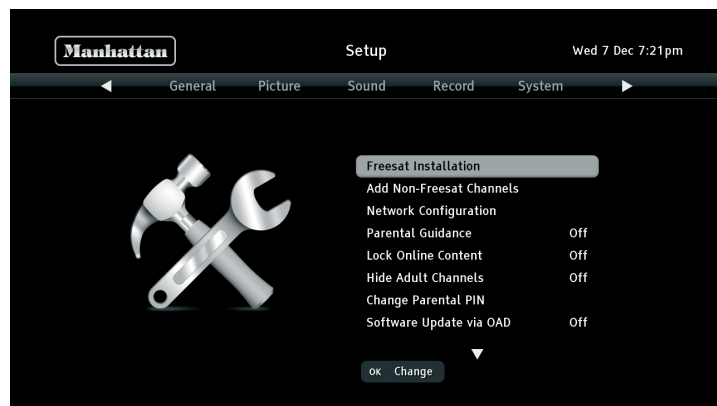 Manhattan Setup Wed 7 Dec 7:21pm
General Picture Sound Record System
Freesat Installation
Add Non-Freesat Channels
Network Configuration
Parental Guidance Off
Lock Online Content Off
Hide Adult Channels Off
Change Parental PIN
Software Update via OAD Off
OK Change